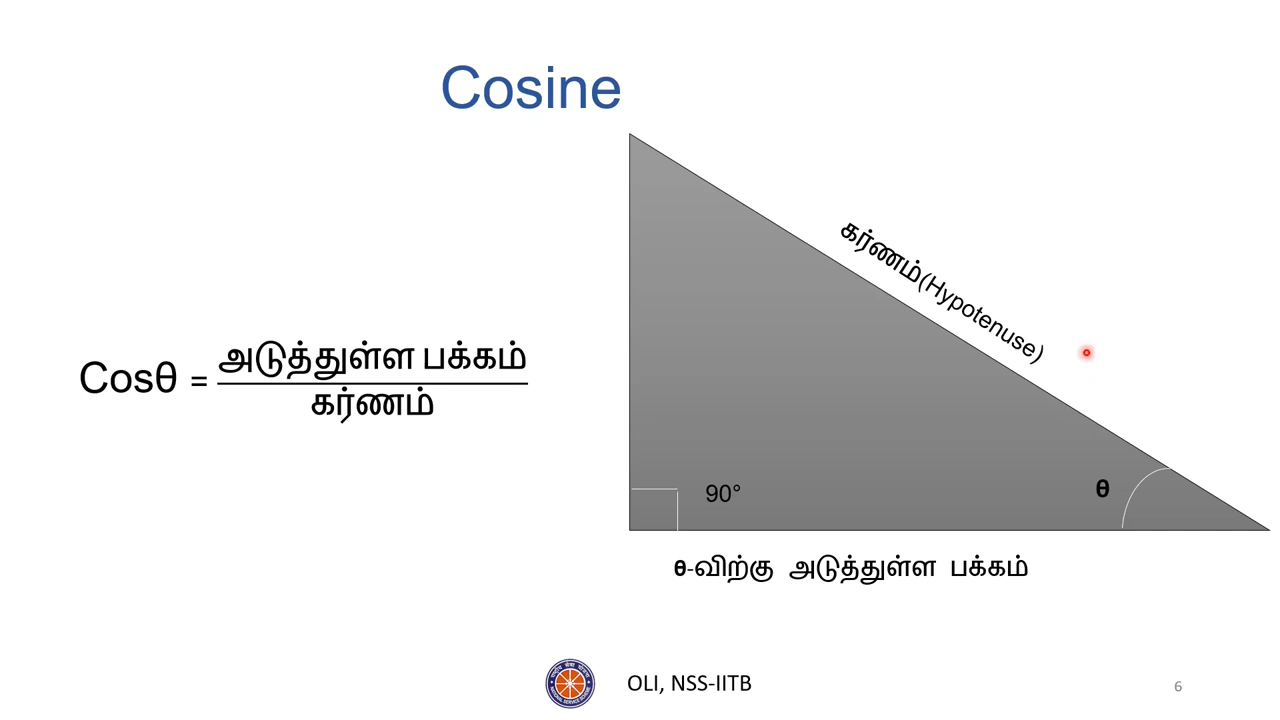 Cosine
கர்ணம்(Hypotenuse)
Cosθ = அடுத்துள்ள பக்கம்
கர்ணம்
90°
θ
θ-விற்கு அடுத்துள்ள பக்கம்
OLI, NSS-IITB
6